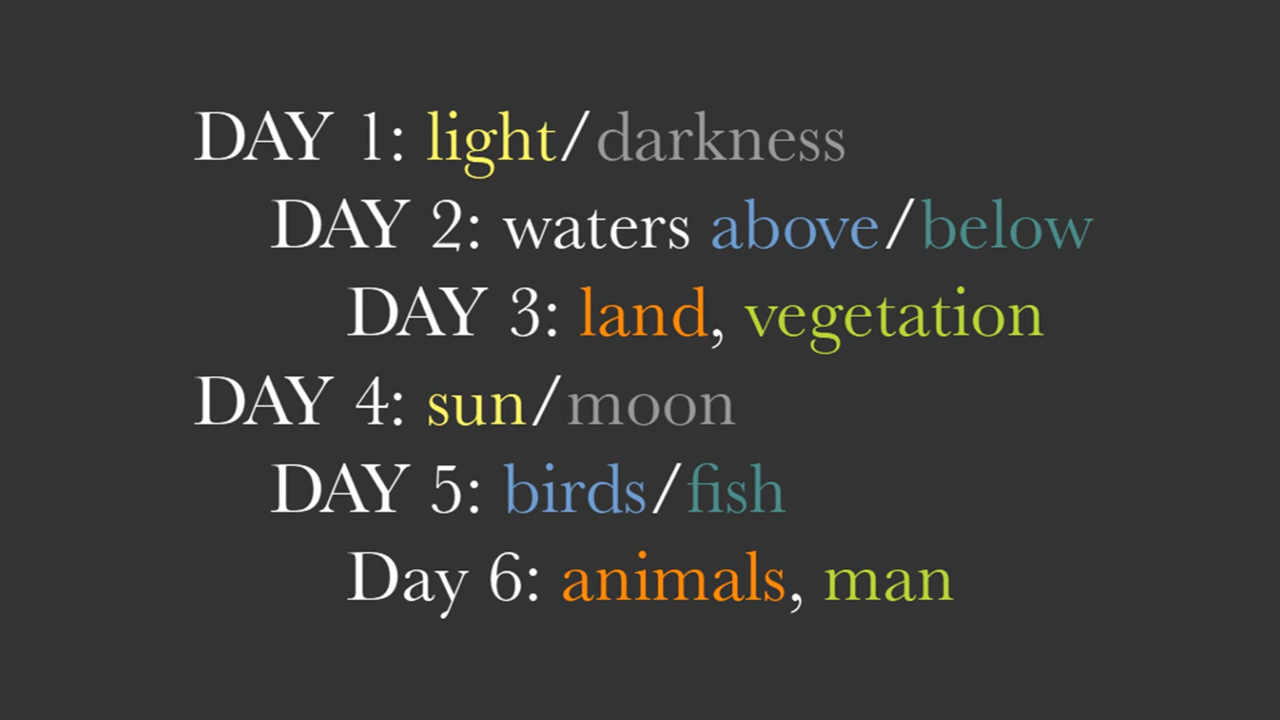 DAY 1: light/darkness
DAY 2: waters above/below
DAY 3: land, vegetation
DAY 4: sun/moon
DAY 5: birds/fish
Day 6: animals, man